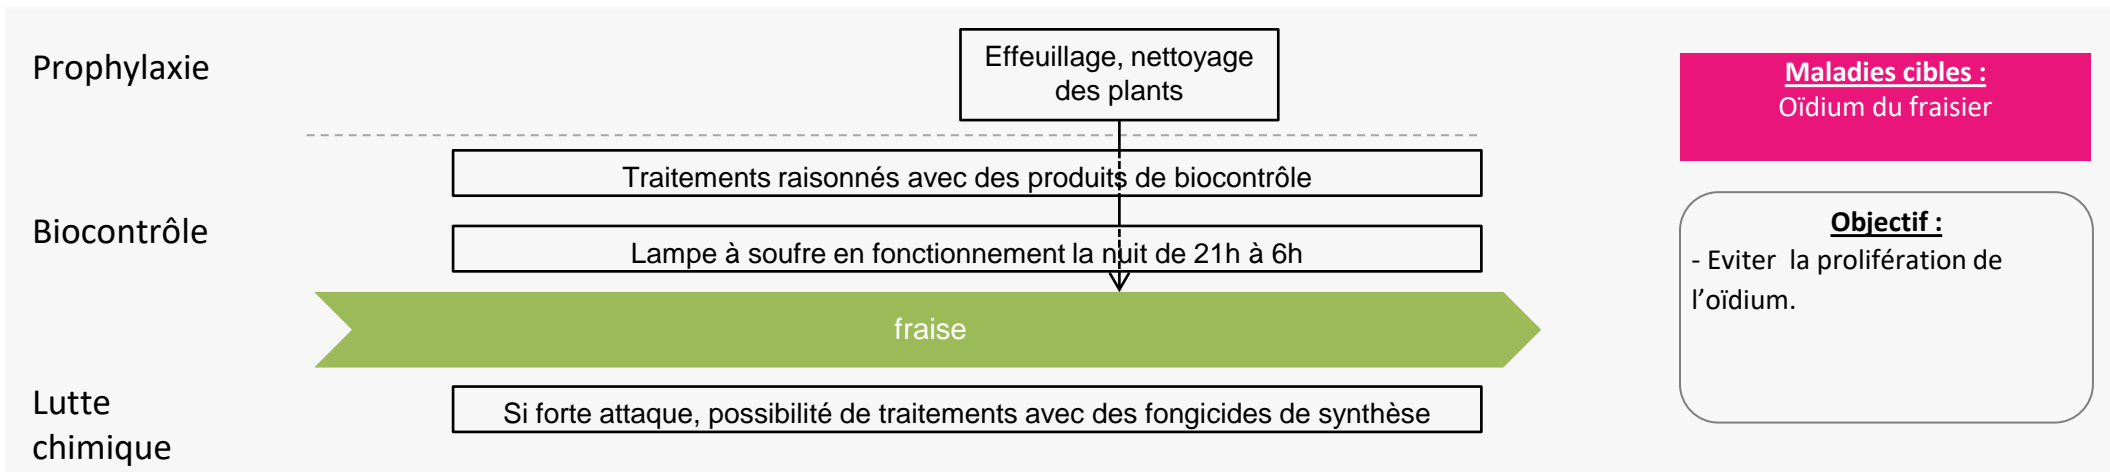 Prophylaxie
Effeuillage, nettoyage
des plants
Maladies cibles :
Oïdium du fraisier
Traitements raisonnés avec des produits de biocontrôle
Biocontrôle
Lampe à soufre en fonctionnement la nuit de 21h à 6h
Objectif :
- Eviter  la prolifération de
l’oïdium.
fraise
Lutte
chimique
Si forte attaque, possibilité de traitements avec des fongicides de synthèse